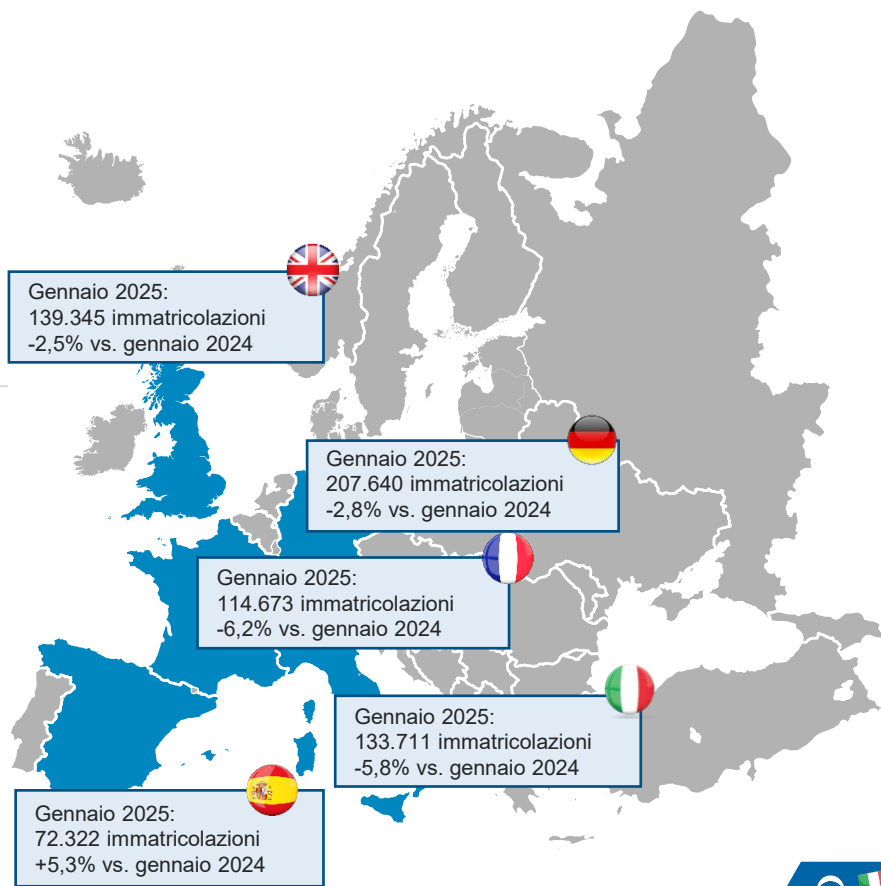 Gennaio 2025:
139.345 immatricolazioni
-2,5% vs. gennaio 2024
Gennaio 2025:
207.640 immatricolazioni
-2,8% vs. gennaio 2024
Gennaio 2025:
114.673 immatricolazioni
-6,2% vs. gennaio 2024
Gennaio 2025:
133.711 immatricolazioni
-5,8% vs. gennaio 2024
Gennaio 2025:
72.322 immatricolazioni
+5,3% vs. gennaio 2024